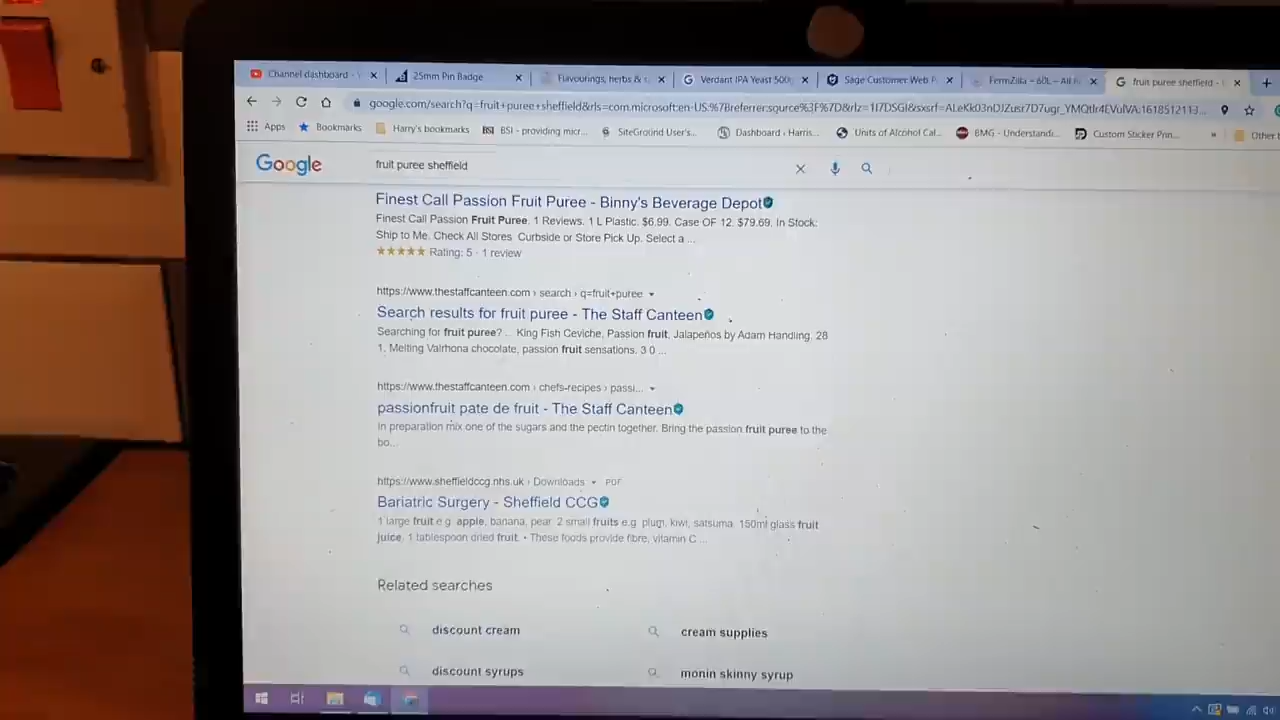 Channel dashboard -
25mm Pin Badge
Flavourings, herbs & s
Verdant IPA Yeast 500g
Sage Customer Web P
FermZilla – 60L – All R
fruit puree sheffield -
Apps
Bookmarks
Harry's bookmarks
BSI - providing micr...
SiteGround User's...
Dashboard ‹ Harris...
'Units of Alcohol Cal...
BMG - Understandi...
Custom Sticker Prin...
»
Other
Google
fruit puree sheffield
Finest Call Passion Fruit Puree - Binny's Beverage Depot
Finest Call Passion Fruit Puree. 1 Reviews. 1 L Plastic. $6.99. Case OF 12. $79.69. In Stock:
Ship to Me. Check All Stores Curbside or Store Pick Up. Select a ...
★★★★★ Rating: 5 · 1 review
https://www.thestaffcanteen.com › search › q=fruit+puree
Search results for fruit puree - The Staff Canteen
Searching for fruit puree? ... King Fish Ceviche, Passion fruit, Jalapeños by Adam Handling. 28
1. Melting Valrhona chocolate, passion fruit sensations. 3 0 ...
https://www.thestaffcanteen.com › chefs-recipes › passi...
passionfruit pate de fruit - The Staff Canteen
In preparation mix one of the sugars and the pectin together. Bring the passion fruit puree to the
bo...
https://www.sheffieldccg.nhs.uk › Downloads PDF
Bariatric Surgery - Sheffield CCG
1 large fruit e.g. apple, banana, pear. 2 small fruits e.g. plum, kiwi, satsuma. 150ml glass fruit
juice. 1 tablespoon dried fruit. • These foods provide fibre, vitamin C ...
Related searches
discount cream
cream supplies
discount syrups
monin skinny syrup